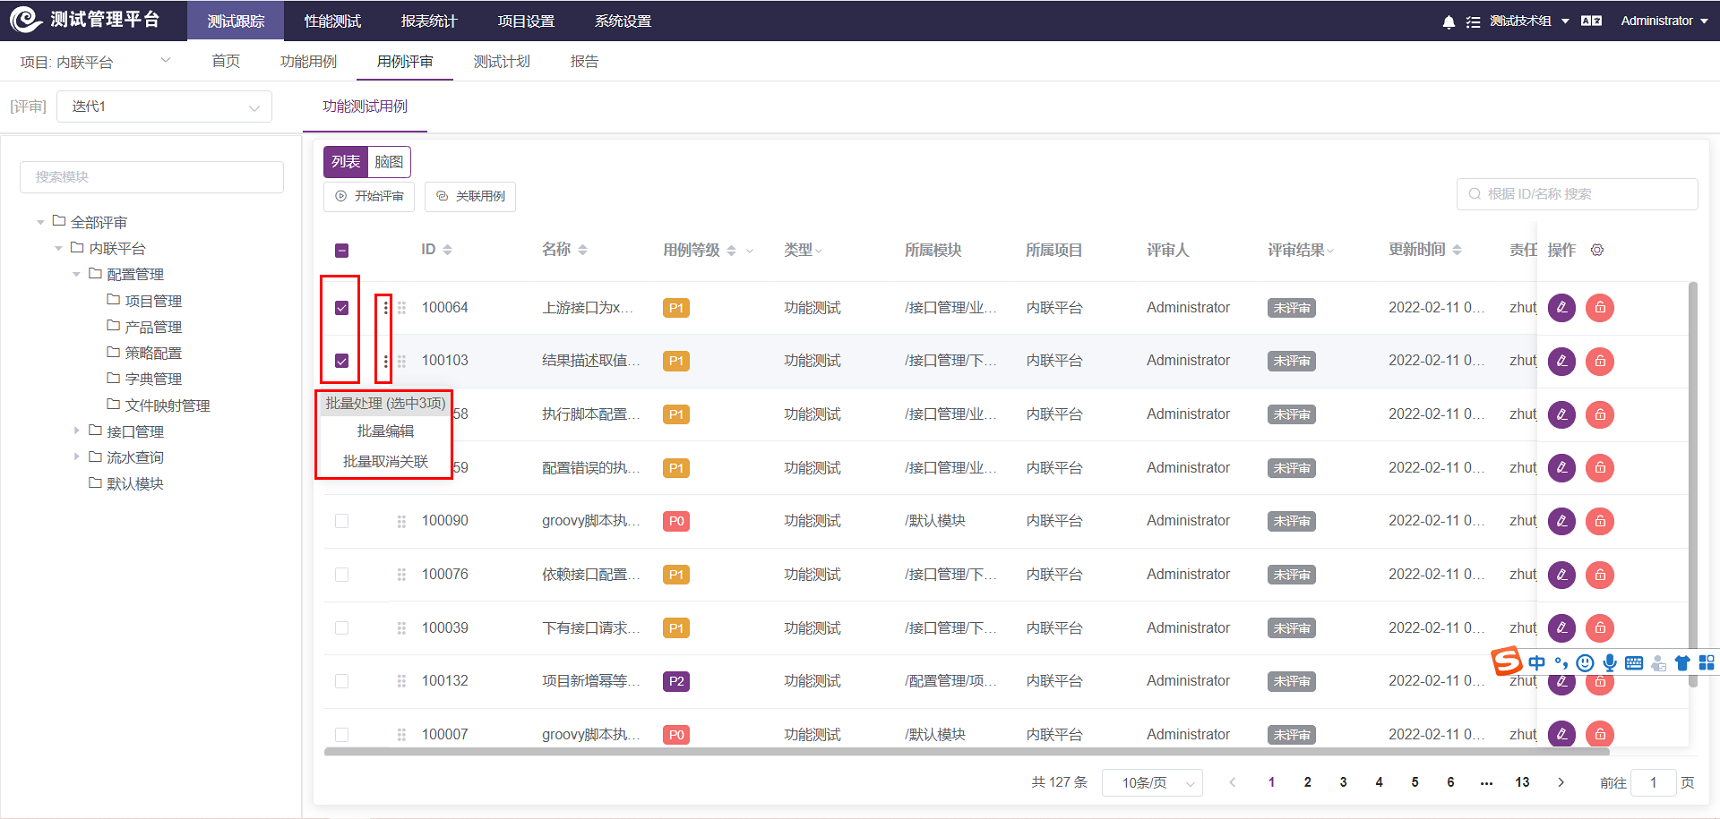 测试管理平台 测试跟踪 性能测试 报表统计 项目设置 系统设置 测试技术组 Administrator
项目: 内联平台 首页 功能用例 用例评审 测试计划 报告
[评审] 迭代1 功能测试用例
搜索模块
全部评审
内联平台
配置管理
项目管理
产品管理
策略配置
字典管理
文件映射管理
接口管理
流水查询
默认模块
列表 脑图
开始评审 关联用例 根据 ID/名称 搜索
ID 名称 用例等级 类型 所属模块 所属项目 评审人 评审结果 更新时间 责任 操作
100064 上游接口为x... P1 功能测试 /接口管理/业... 内联平台 Administrator 未评审 2022-02-11 0... zhut
100103 结果描述取值... P1 功能测试 /接口管理/下... 内联平台 Administrator 未评审 2022-02-11 0... zhut
批量处理 (选中3项)
批量编辑
批量取消关联
58 执行脚本配置... P1 功能测试 /接口管理/业... 内联平台 Administrator 未评审 2022-02-11 0... zhut
59 配置错误的执... P1 功能测试 /接口管理/业... 内联平台 Administrator 未评审 2022-02-11 0... zhut
100090 groovy脚本执... P0 功能测试 /默认模块 内联平台 Administrator 未评审 2022-02-11 0... zhut
100076 依赖接口配置... P1 功能测试 /接口管理/下... 内联平台 Administrator 未评审 2022-02-11 0... zhut
100039 下有接口请求... P1 功能测试 /接口管理/下... 内联平台 Administrator 未评审 2022-02-11 0... zhut
中
100132 项目新增幂等... P2 功能测试 /配置管理/项... 内联平台 Administrator 未评审 2022-02-11 0... zhut
100007 groovy脚本执... P0 功能测试 /默认模块 内联平台 Administrator 未评审 2022-02-11 0... zhut
共 127 条 10条/页 1 2 3 4 5 6 ... 13 前往 1 页